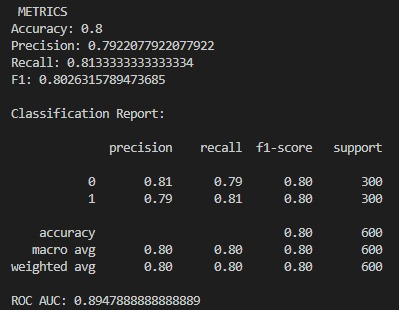 METRICS
Accuracy: 0.8
Precision: 0.7922077922077922
Recall: 0.8133333333333334
F1: 0.8026315789473685
Classification Report:
precision recall f1-score support
0 0.81 0.79 0.80 300
1 0.79 0.81 0.80 300
accuracy 0.80 600
macro avg 0.80 0.80 0.80 600
weighted avg 0.80 0.80 0.80 600
ROC AUC: 0.8947888888888889